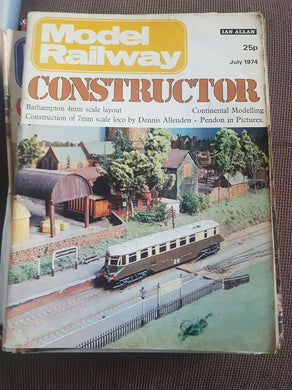 Model
Railway
IAN ALLAN
25p
July 1974
CONSTRUCTOR
Bathampton 4mm scale layout Continental Modelling
Construction of 7mm scale loco by Dennis Allenden - Pendon in Pictures.